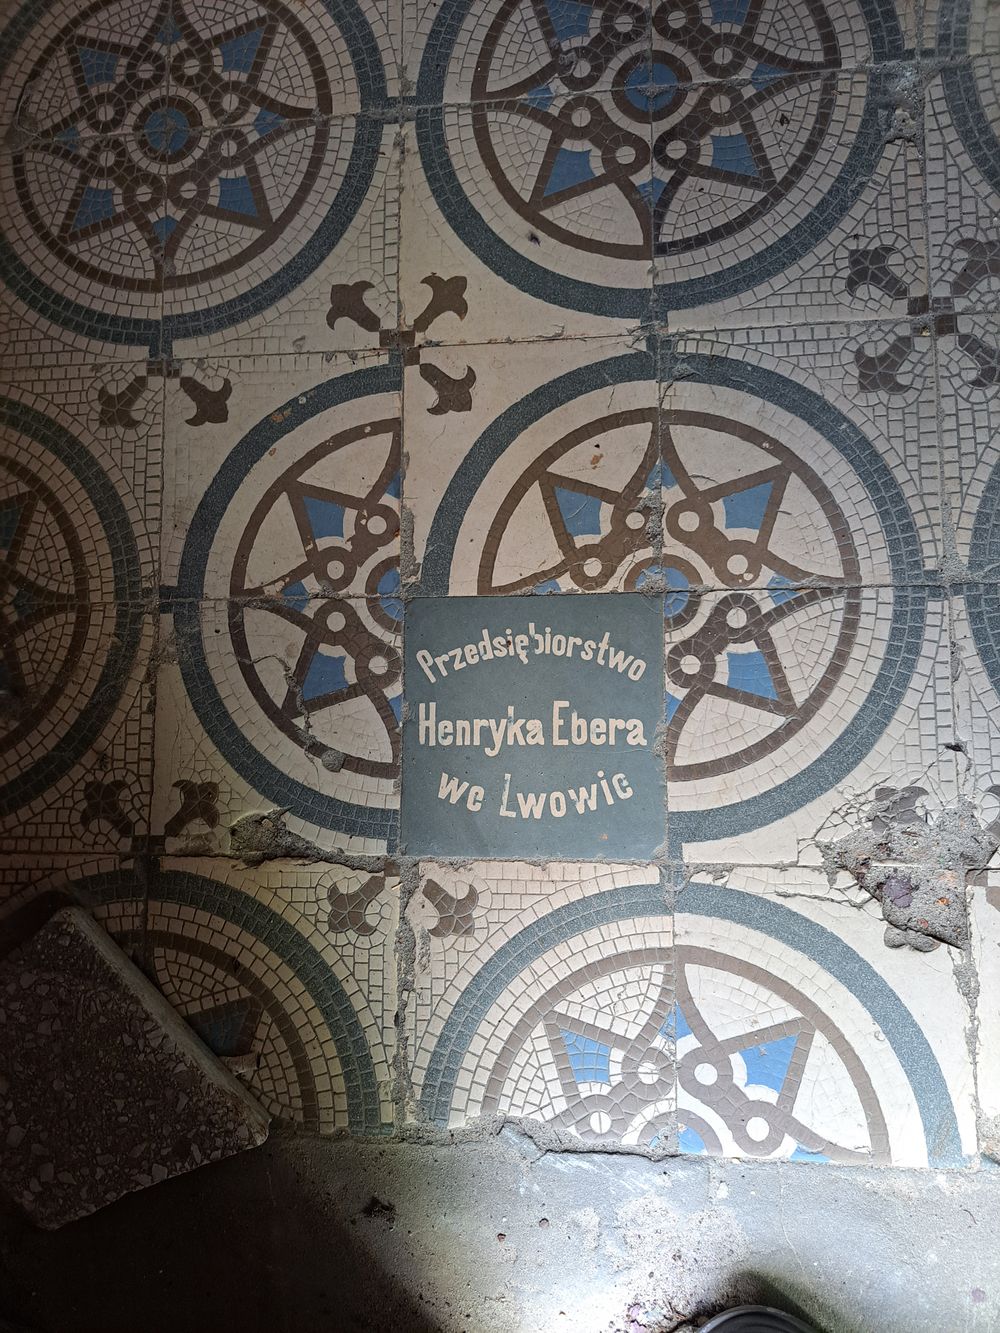 Przedsiębiorstwo
Henryka Ebera
we Lwowie